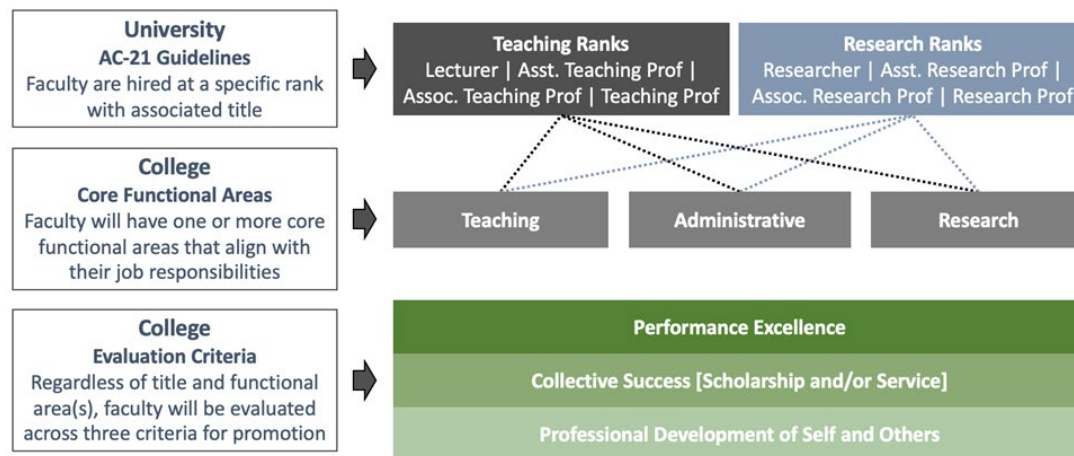 University
AC-21 Guidelines
Faculty are hired at a specific rank
with associated title
Teaching Ranks
Lecturer | Asst. Teaching Prof |
Assoc. Teaching Prof | Teaching Prof
Research Ranks
Researcher | Asst. Research Prof |
Assoc. Research Prof | Research Prof
College
Core Functional Areas
Faculty will have one or more core
functional areas that align with
their job responsibilities
Teaching
Administrative
Research
College
Evaluation Criteria
Regardless of title and functional
area(s), faculty will be evaluated
across three criteria for promotion
Performance Excellence
Collective Success [Scholarship and/or Service]
Professional Development of Self and Others